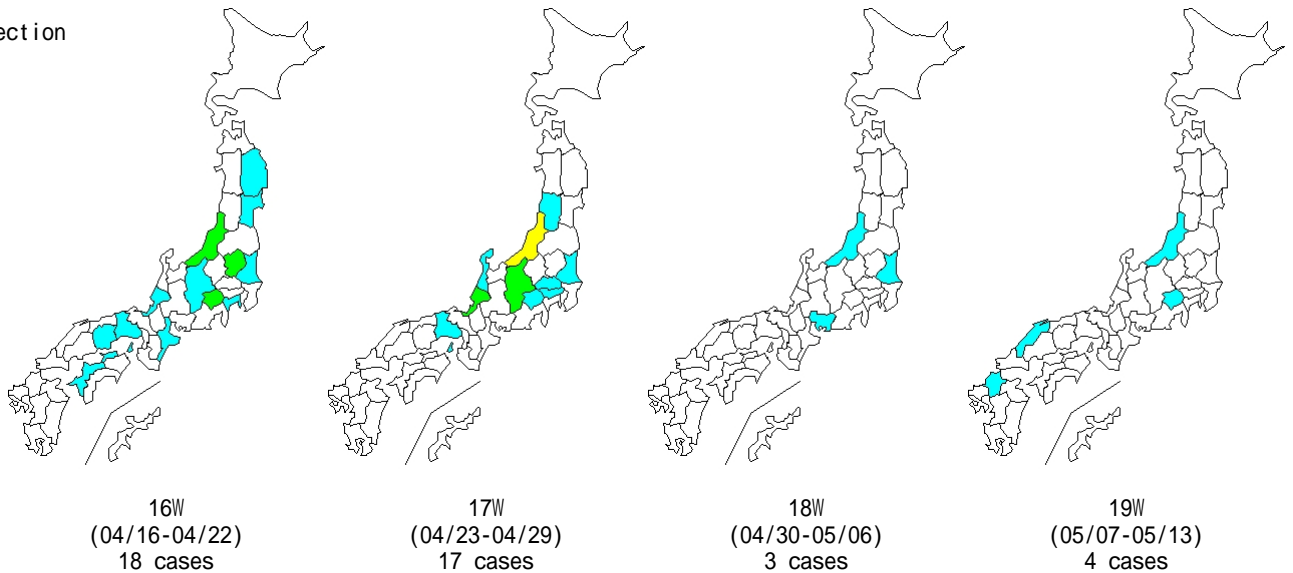 ection
16W
(04/16-04/22)
18 cases
17W
(04/23-04/29)
17 cases
18W
(04/30-05/06)
3 cases
19W
(05/07-05/13)
4 cases